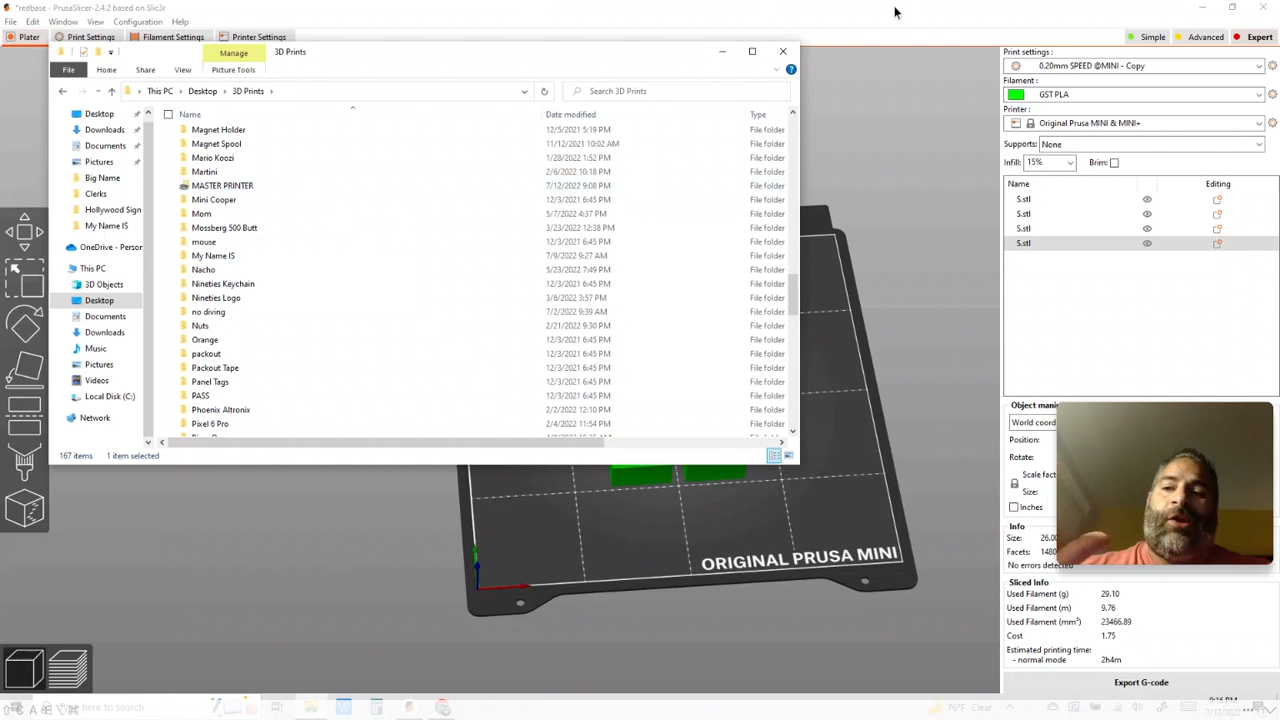 *redbase - PrusaSlicer-2.4.2 based on Slic3r
File Edit Window View Configuration Help
Plater Print Settings Filament Settings Printer Settings Simple Advanced Expert
Manage 3D Prints
File Home Share View Picture Tools
This PC > Desktop > 3D Prints > Search 3D Prints
Name Date modified Type
Desktop
Downloads
Documents
Pictures
Big Name
Clerks
Hollywood Sign
My Name IS
OneDrive - Person
This PC
3D Objects
Desktop
Documents
Downloads
Music
Pictures
Videos
Local Disk (C:)
Network
Magnet Holder 12/5/2021 5:19 PM File folder
Magnet Spool 11/12/2021 10:02 AM File folder
Mario Koozi 1/28/2022 1:52 PM File folder
Martini 2/6/2022 10:18 PM File folder
MASTER PRINTER 7/12/2022 9:08 PM File folder
Mini Cooper 12/3/2021 6:45 PM File folder
Mom 5/7/2022 4:37 PM File folder
Mossberg 500 Butt 3/23/2022 12:38 PM File folder
mouse 12/3/2021 6:45 PM File folder
My Name IS 7/9/2022 9:27 AM File folder
Nacho 5/23/2022 7:49 PM File folder
Nineties Keychain 12/3/2021 6:45 PM File folder
Nineties Logo 3/6/2022 3:57 PM File folder
no diving 7/2/2022 9:39 AM File folder
Nuts 2/21/2022 9:30 PM File folder
Orange 12/3/2021 6:45 PM File folder
packout 12/3/2021 6:45 PM File folder
Packout Tape 12/3/2021 6:45 PM File folder
Panel Tags 12/3/2021 6:45 PM File folder
PASS 12/3/2021 6:45 PM File folder
Phoenix Altronix 2/2/2022 12:10 PM File folder
Pixel 6 Pro 2/4/2022 11:54 PM File folder
167 items 1 item selected
ORIGINAL PRUSA MINI
Print settings:
0.20mm SPEED @MINI - Copy
Filament:
GST PLA
Printer:
Original Prusa MINI & MINI+
Supports: None
Infill: 15% Brim:
Name Editing
S.stl
S.stl
S.stl
S.stl
Object mani
World coord
Position:
Rotate:
Scale fac
Size:
Inches
Info
Size: 26.00
Facets: 1480
No errors detected
Sliced Info
Used Filament (g) 29.10
Used Filament (m) 9.76
Used Filament (mm³) 23466.89
Cost 1.75
Estimated printing time:
- normal mode 2h4m
Export G-code
here to search 75°F Clear 9:16 PM